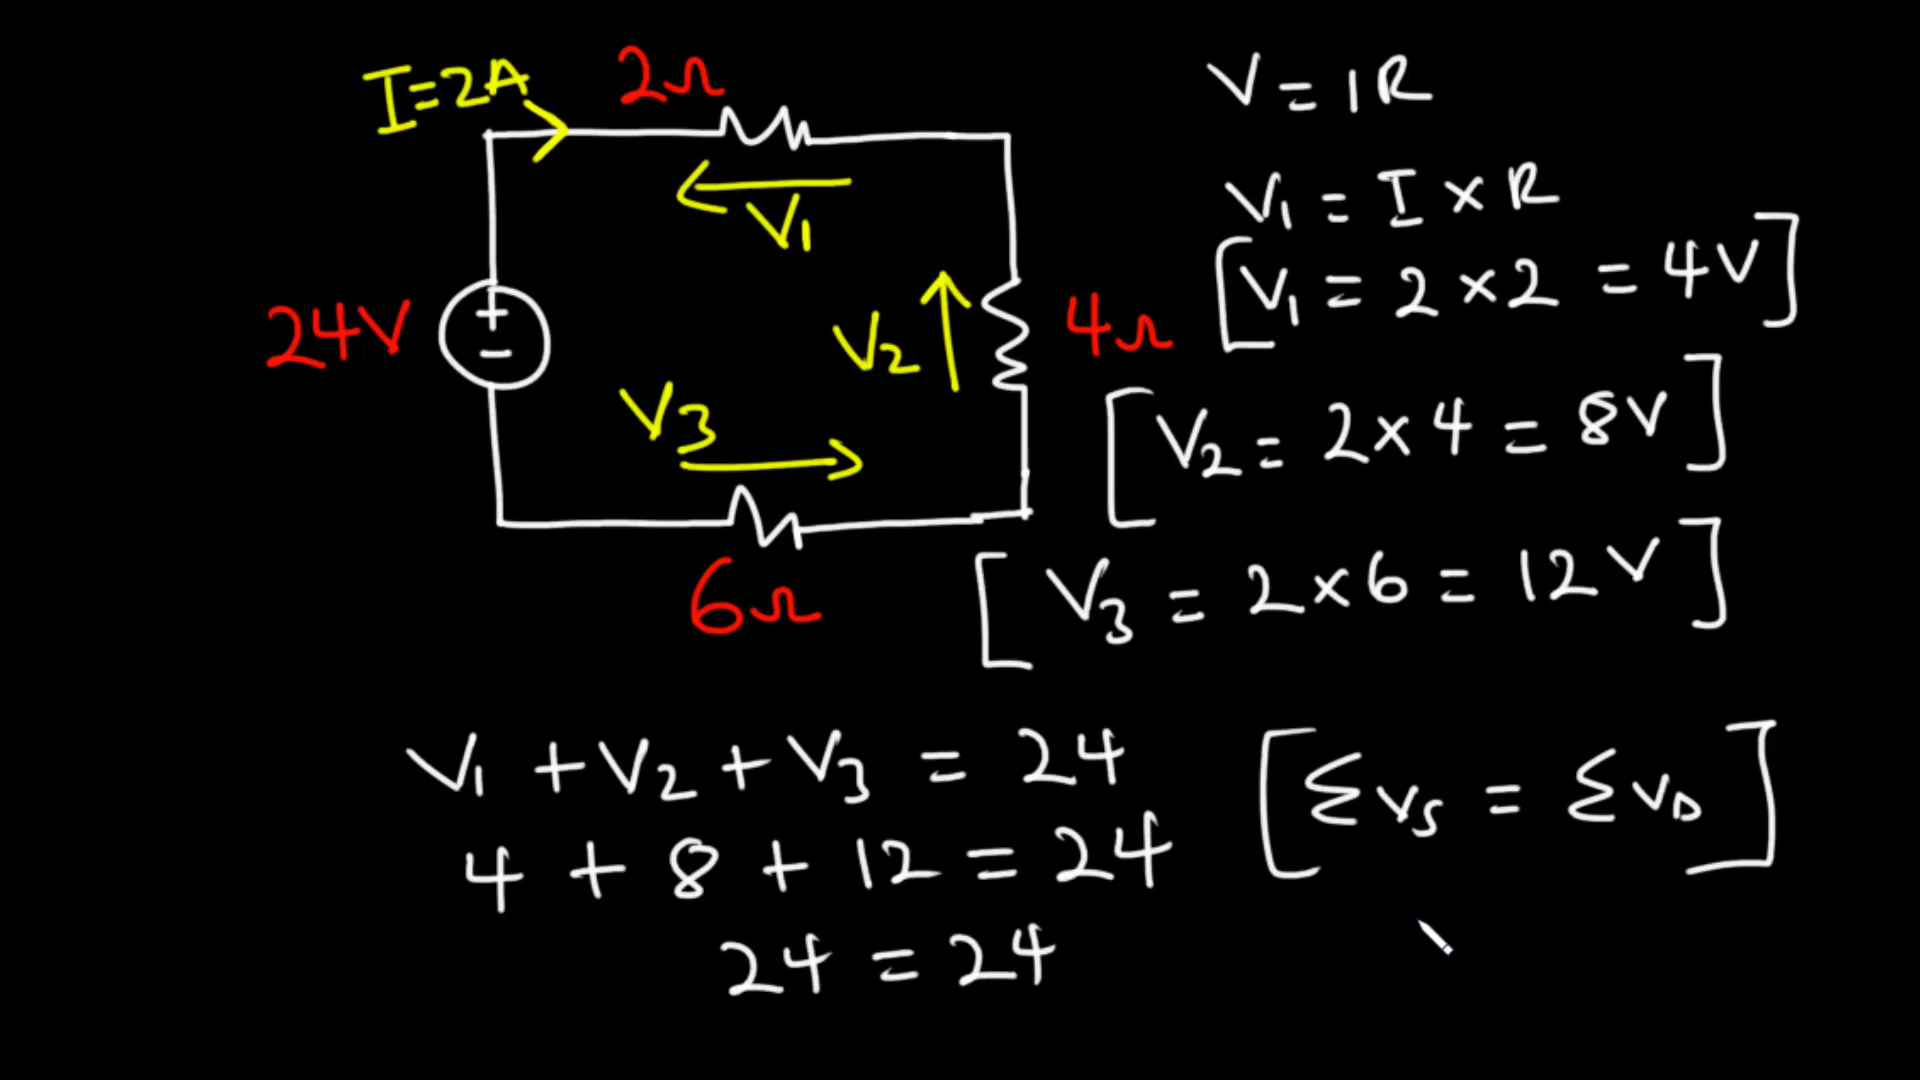 I=2A
2Ω
V = IR
V₁
V₁ = I × R
[V₁ = 2 × 2 = 4V]
24V
+
−
V₂
4Ω
V₃
[V₂ = 2 × 4 = 8V]
6Ω
[V₃ = 2 × 6 = 12V]
V₁ + V₂ + V₃ = 24
[ΣVS = ΣVD]
4 + 8 + 12 = 24
24 = 24